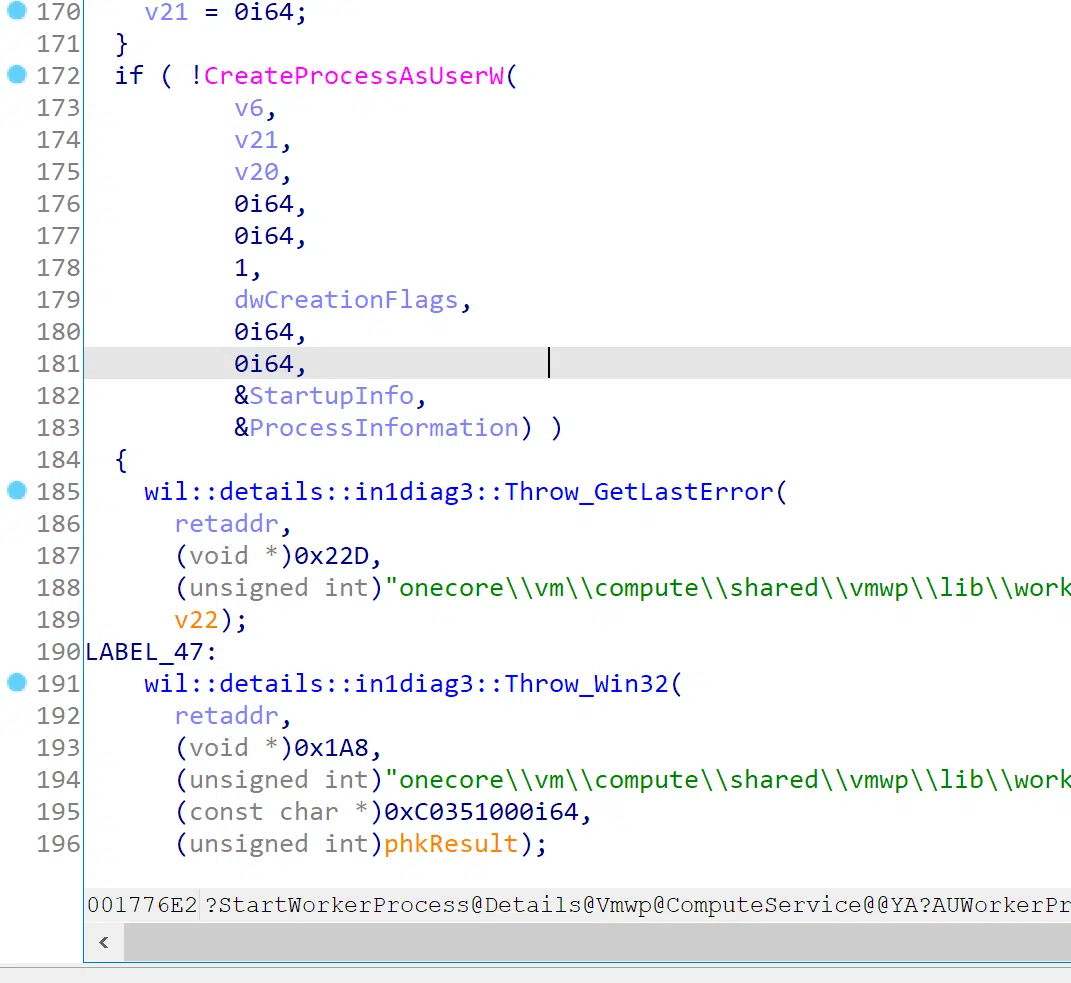 170 v21 = 0i64;
171 }
172 if ( !CreateProcessAsUserW(
173 v6,
174 v21,
175 v20,
176 0i64,
177 0i64,
178 1,
179 dwCreationFlags,
180 0i64,
181 0i64,
182 &StartupInfo,
183 &ProcessInformation) )
184 {
185 wil::details::in1diag3::Throw_GetLastError(
186 retaddr,
187 (void *)0x22D,
188 (unsigned int)"onecore\\vm\\compute\\shared\\vmwp\\lib\\work
189 v22);
190 LABEL_47:
191 wil::details::in1diag3::Throw_Win32(
192 retaddr,
193 (void *)0x1A8,
194 (unsigned int)"onecore\\vm\\compute\\shared\\vmwp\\lib\\work
195 (const char *)0xC0351000i64,
196 (unsigned int)phkResult);
001776E2 ?StartWorkerProcess@Details@Vmwp@ComputeService@@YA?AUWorkerPr